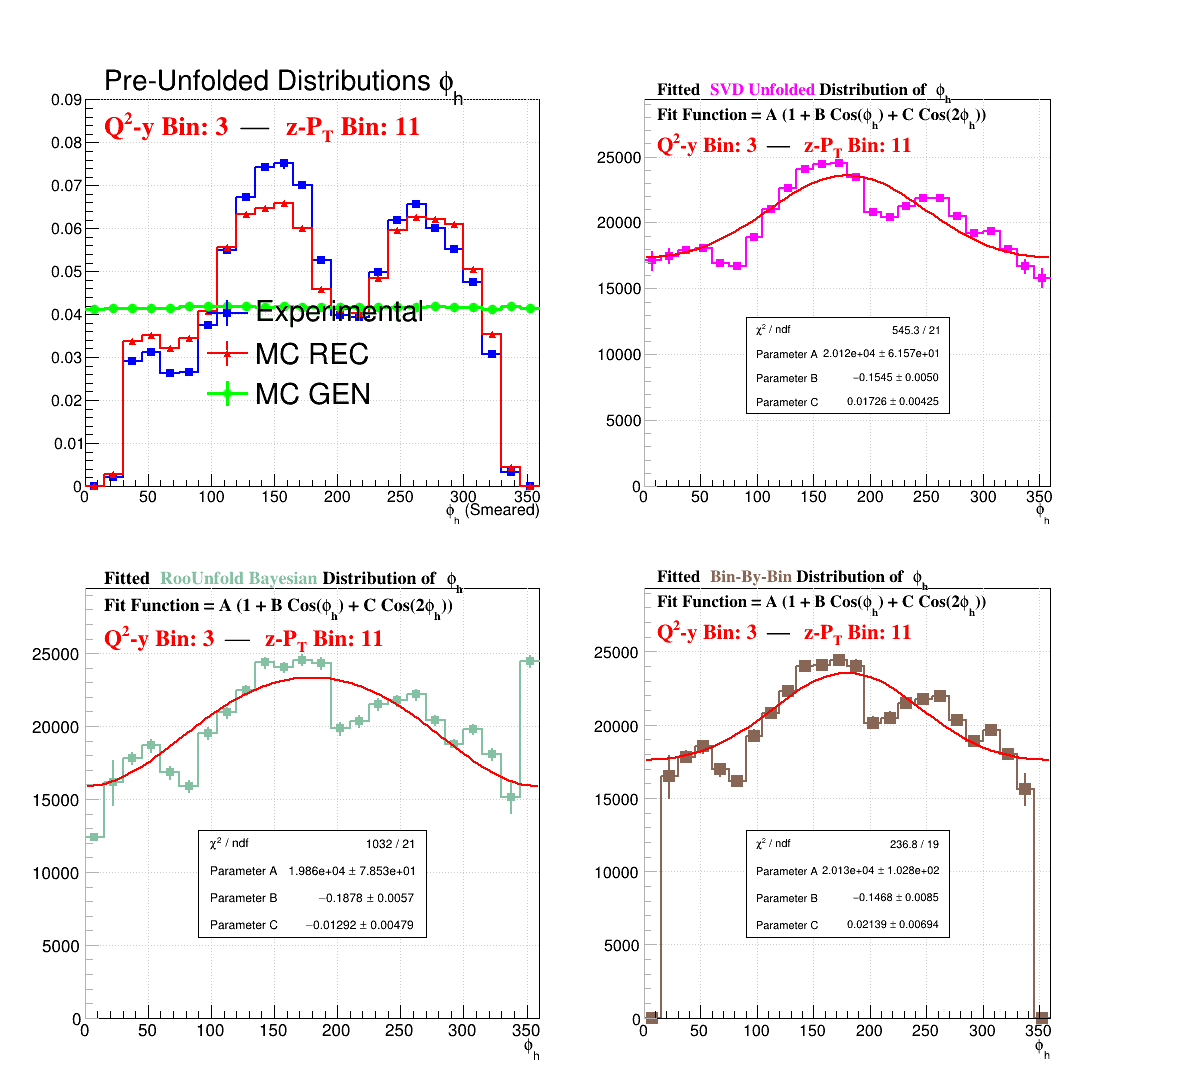 Pre-Unfolded Distributions ϕh
Q²-y Bin: 3 — z-PT Bin: 11
0.09
0.08
0.07
0.06
0.05
0.04
0.03
0.02
0.01
0
Experimental
MC REC
MC GEN
0 50 100 150 200 250 300 350
ϕh (Smeared)
Fitted SVD Unfolded Distribution of ϕh
Fit Function = A (1 + B Cos(ϕh) + C Cos(2ϕh))
Q²-y Bin: 3 — z-PT Bin: 11
25000
20000
15000
10000
5000
0
χ² / ndf 545.3 / 21
Parameter A 2.012e+04 ± 6.157e+01
Parameter B −0.1545 ± 0.0050
Parameter C 0.01726 ± 0.00425
0 50 100 150 200 250 300 350
ϕh
Fitted RooUnfold Bayesian Distribution of ϕh
Fit Function = A (1 + B Cos(ϕh) + C Cos(2ϕh))
Q²-y Bin: 3 — z-PT Bin: 11
25000
20000
15000
10000
5000
0
χ² / ndf 1032 / 21
Parameter A 1.986e+04 ± 7.853e+01
Parameter B −0.1878 ± 0.0057
Parameter C −0.01292 ± 0.00479
0 50 100 150 200 250 300 350
ϕh
Fitted Bin-By-Bin Distribution of ϕh
Fit Function = A (1 + B Cos(ϕh) + C Cos(2ϕh))
Q²-y Bin: 3 — z-PT Bin: 11
25000
20000
15000
10000
5000
0
χ² / ndf 236.8 / 19
Parameter A 2.013e+04 ± 1.028e+02
Parameter B −0.1468 ± 0.0085
Parameter C 0.02139 ± 0.00694
0 50 100 150 200 250 300 350
ϕh